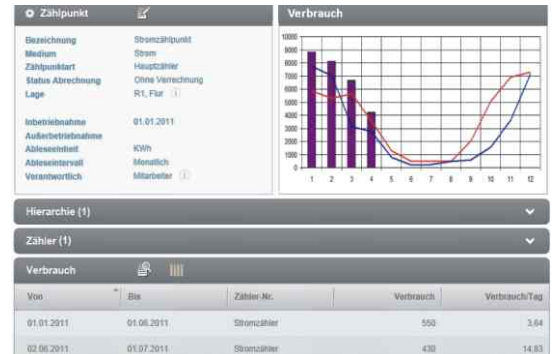 Zählpunkt
Bezeichnung Stromzählpunkt
Medium Strom
Zählpunktart Hauptzähler
Status Abrechnung Ohne Verrechnung
Lage R1, Flur
Inbetriebnahme 01.01.2011
Außerbetriebnahme
Ableseeinheit KWh
Ableseintervall Monatlich
Verantwortlich Mitarbeiter
Verbrauch
10000
9000
8000
7000
6000
5000
4000
3000
2000
1000
0
1 2 3 4 5 6 7 8 9 10 11 12
Hierarchie (1)
Zähler (1)
Verbrauch
Von Bis Zähler-Nr. Verbrauch Verbrauch/Tag
01.01.2011 01.06.2011 Stromzähler 550 3,64
02.06.2011 01.07.2011 Stromzähler 430 14,63